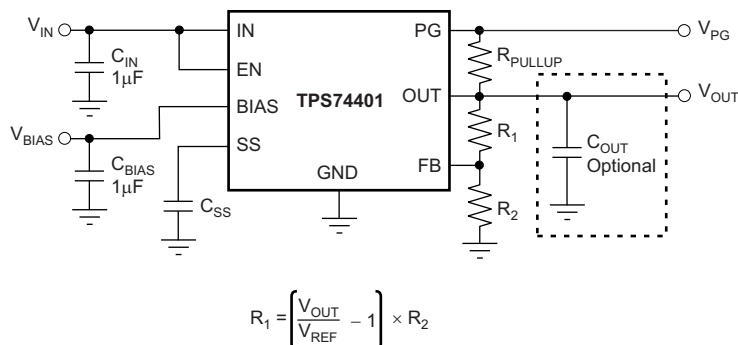 V_IN
IN
PG
V_PG
C_IN
1μF
EN
R_PULLUP
BIAS
TPS74401
OUT
V_OUT
V_BIAS
R_1
C_BIAS
1μF
SS
C_OUT
Optional
FB
GND
C_SS
R_2
R_1 = [V_OUT / V_REF − 1] × R_2